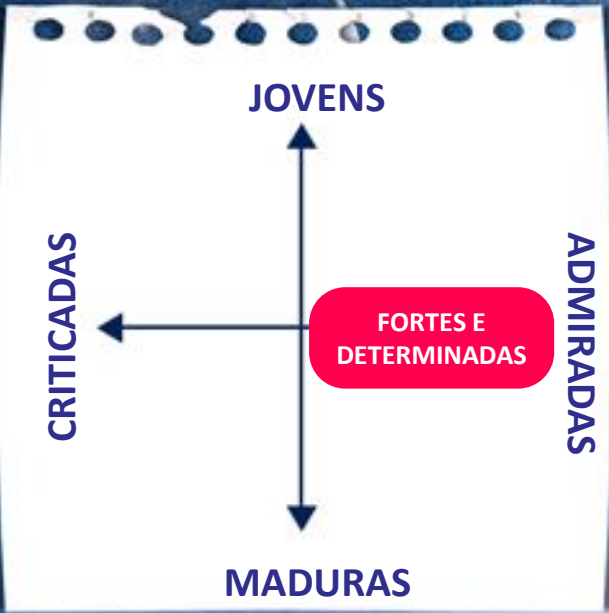 JOVENS
CRITICADAS
FORTES E
DETERMINADAS
ADMIRADAS
MADURAS